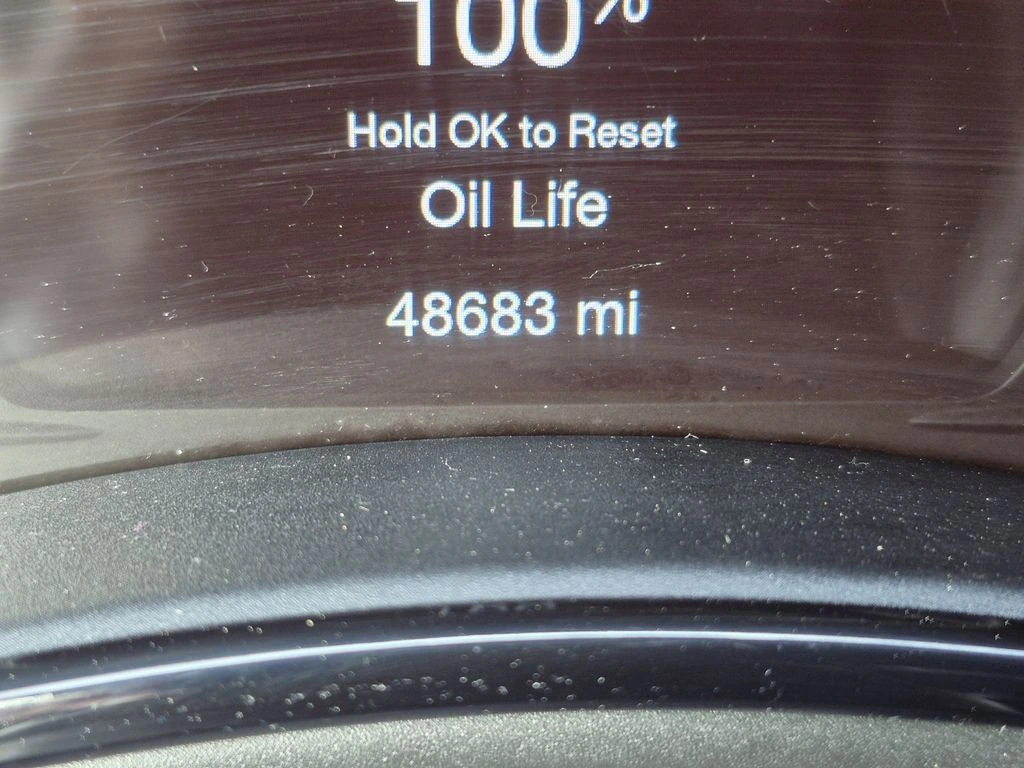 100%
Hold OK to Reset
Oil Life
48683 mi